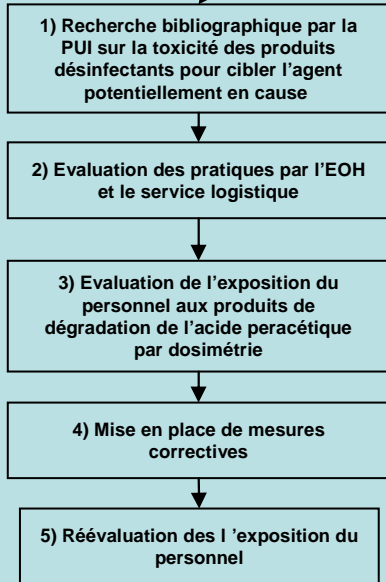 1) Recherche bibliographique par la
PUI sur la toxicité des produits
désinfectants pour cibler l’agent
potentiellement en cause
2) Evaluation des pratiques par l’EOH
et le service logistique
3) Evaluation de l’exposition du
personnel aux produits de
dégradation de l’acide peracétique
par dosimétrie
4) Mise en place de mesures
correctives
5) Réévaluation des l ’exposition du
personnel